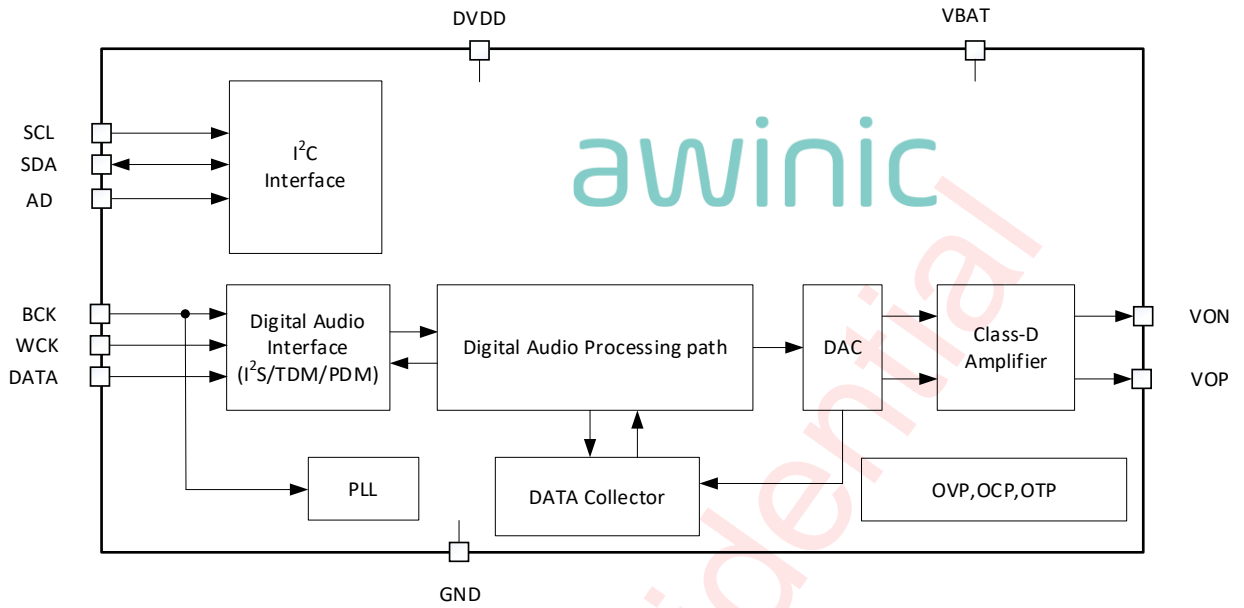 DVDD
VBAT
SCL
SDA
AD
I²C
Interface
awinic
BCK
WCK
DATA
Digital Audio
Interface
(I²S/TDM/PDM)
Digital Audio Processing path
DAC
Class-D
Amplifier
VON
VOP
PLL
DATA Collector
OVP,OCP,OTP
GND
idential